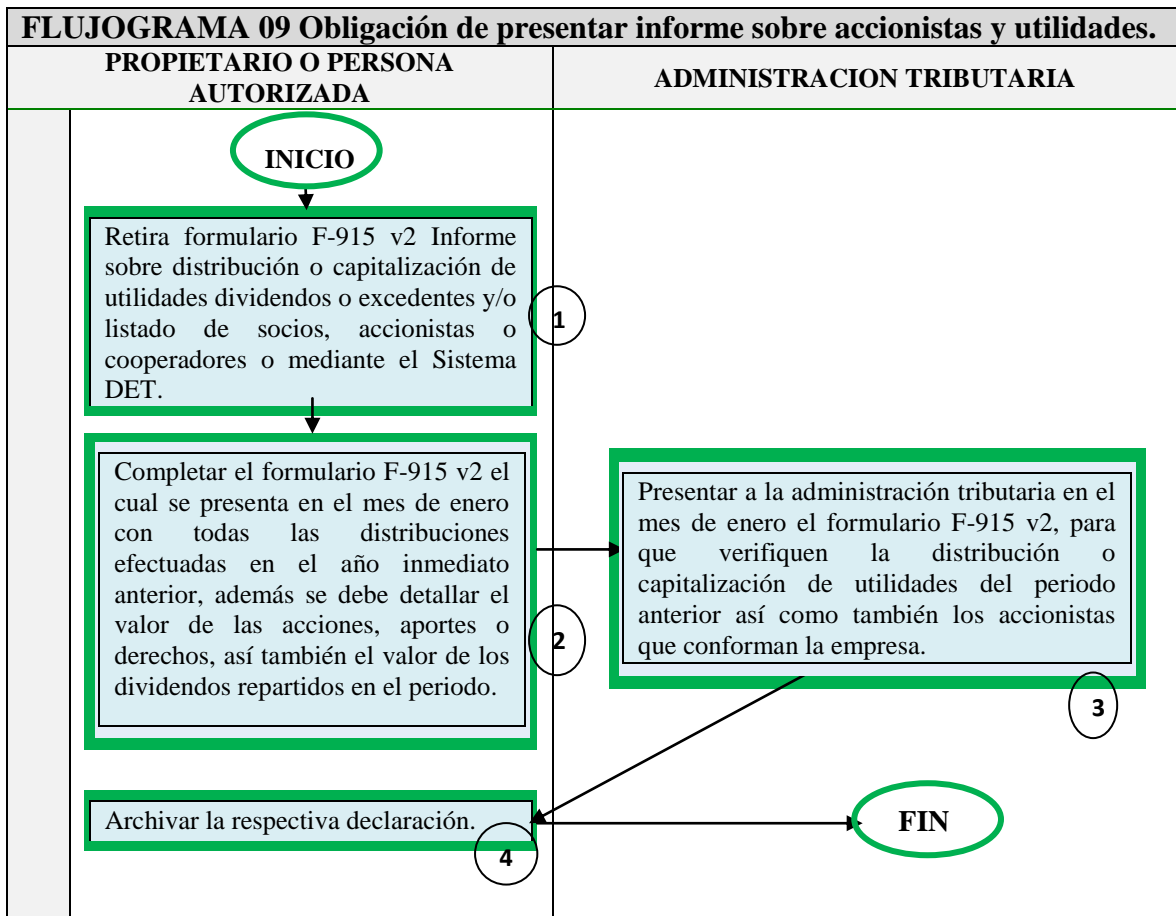 FLUJOGRAMA 09 Obligación de presentar informe sobre accionistas y utilidades.
PROPIETARIO O PERSONA
AUTORIZADA
ADMINISTRACION TRIBUTARIA
INICIO
Retira formulario F-915 v2 Informe
sobre distribución o capitalización de
utilidades dividendos o excedentes y/o
listado de socios, accionistas o
cooperadores o mediante el Sistema
DET.
1
Completar el formulario F-915 v2 el
cual se presenta en el mes de enero
con todas las distribuciones
efectuadas en el año inmediato
anterior, además se debe detallar el
valor de las acciones, aportes o
derechos, así también el valor de los
dividendos repartidos en el periodo.
2
Presentar a la administración tributaria en el
mes de enero el formulario F-915 v2, para
que verifiquen la distribución o
capitalización de utilidades del periodo
anterior así como también los accionistas
que conforman la empresa.
3
Archivar la respectiva declaración.
4
FIN